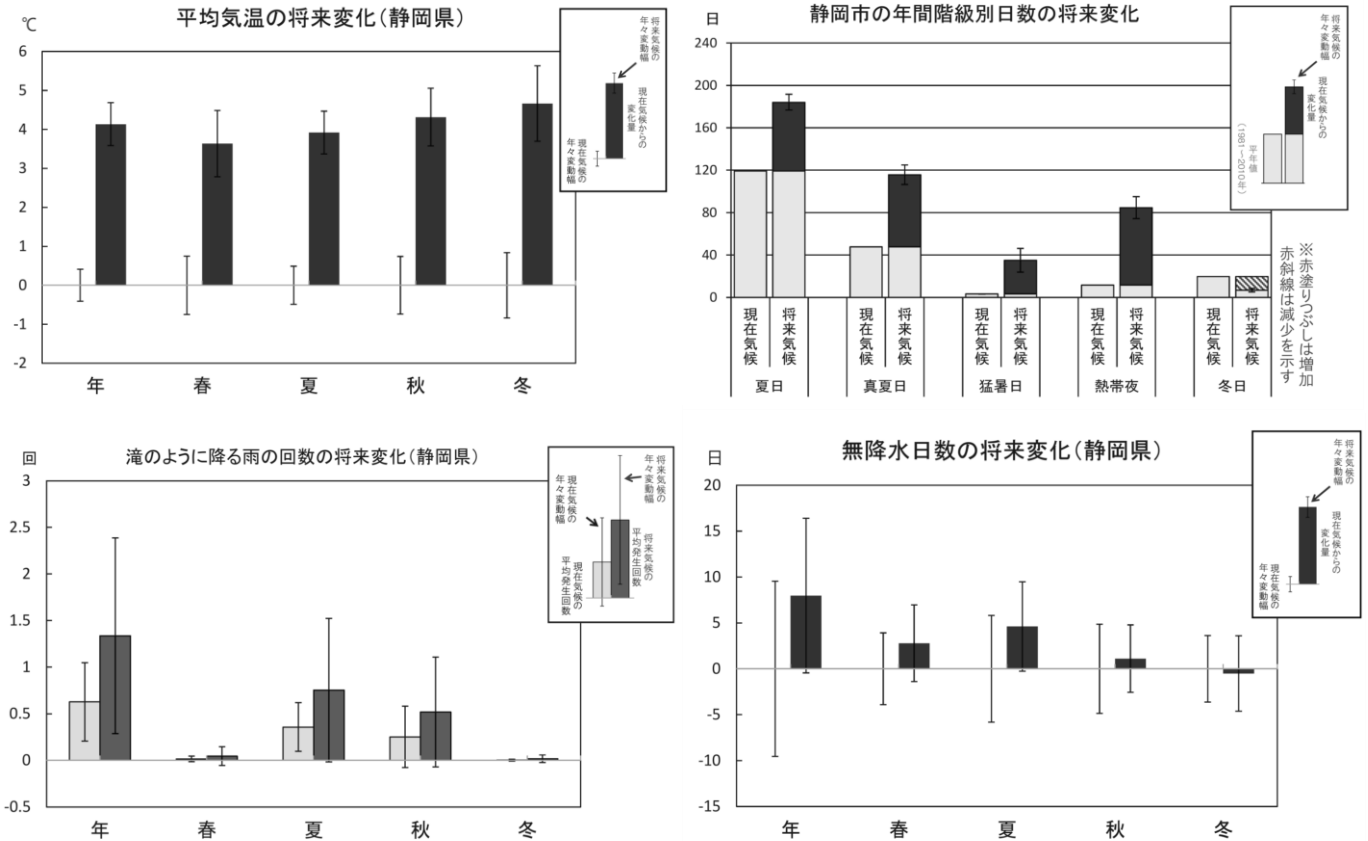 平均気温の将来変化（静岡県）
℃
6
5
4
3
2
1
0
-1
-2
年 春 夏 秋 冬
将来気候の
年々変動幅
現在気候からの
変化量
現在気候の
年々変動幅
静岡市の年間階級別日数の将来変化
日
240
200
160
120
80
40
0
現在気候 将来気候 現在気候 将来気候 現在気候 将来気候 現在気候 将来気候 現在気候 将来気候
夏日 真夏日 猛暑日 熱帯夜 冬日
将来気候の
年々変動幅
現在気候からの
変化量
平年値
（1981～2010年）
※赤塗りつぶしは増加
赤斜線は減少を示す
滝のように降る雨の回数の将来変化（静岡県）
回
3
2.5
2
1.5
1
0.5
0
-0.5
年 春 夏 秋 冬
将来気候の
年々変動幅
現在気候の
年々変動幅
将来気候の
平均発生回数
現在気候の
平均発生回数
無降水日数の将来変化（静岡県）
日
20
15
10
5
0
-5
-10
-15
年 春 夏 秋 冬
将来気候の
年々変動幅
現在気候からの
変化量
現在気候の
年々変動幅